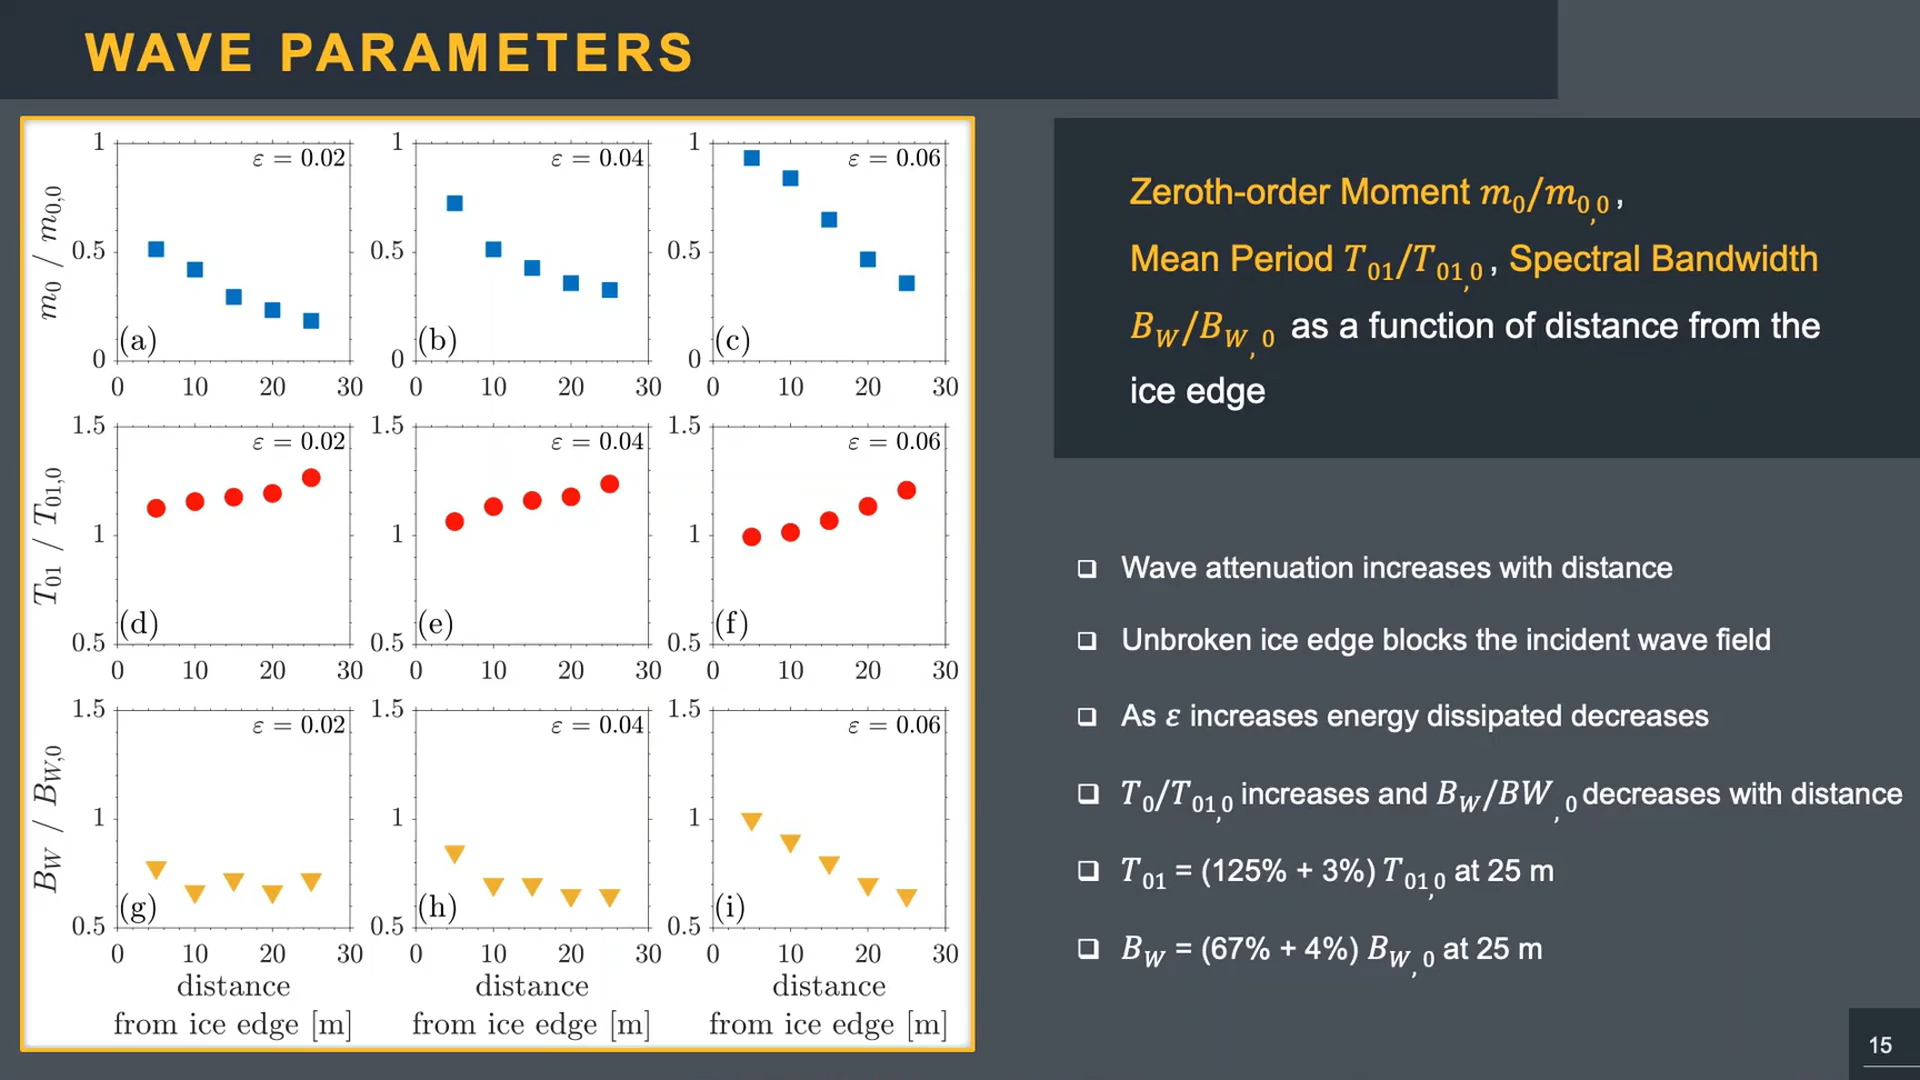 WAVE PARAMETERS
m0 / m0,0
1
0.5
0
ε = 0.02
(a)
0 10 20 30
1
0.5
0
ε = 0.04
(b)
0 10 20 30
1
0.5
0
ε = 0.06
(c)
0 10 20 30
T01 / T01,0
1.5
1
0.5
ε = 0.02
(d)
0 10 20 30
1.5
1
0.5
ε = 0.04
(e)
0 10 20 30
1.5
1
0.5
ε = 0.06
(f)
0 10 20 30
BW / BW,0
1.5
1
0.5
ε = 0.02
(g)
0 10 20 30
distance
from ice edge [m]
1.5
1
0.5
ε = 0.04
(h)
0 10 20 30
distance
from ice edge [m]
1.5
1
0.5
ε = 0.06
(i)
0 10 20 30
distance
from ice edge [m]
Zeroth-order Moment m0/m0,0 ,
Mean Period T01/T01,0 , Spectral Bandwidth
BW/BW,0 as a function of distance from the
ice edge
❑ Wave attenuation increases with distance
❑ Unbroken ice edge blocks the incident wave field
❑ As ε increases energy dissipated decreases
❑ T0/T01,0 increases and BW/BW,0 decreases with distance
❑ T01 = (125% + 3%) T01,0 at 25 m
❑ BW = (67% + 4%) BW,0 at 25 m
15